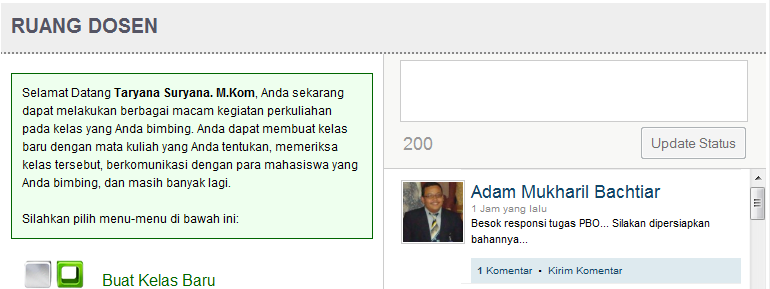 RUANG DOSEN
Selamat Datang Taryana Suryana. M.Kom, Anda sekarang
dapat melakukan berbagai macam kegiatan perkuliahan
pada kelas yang Anda bimbing. Anda dapat membuat kelas
baru dengan mata kuliah yang Anda tentukan, memeriksa
kelas tersebut, berkomunikasi dengan para mahasiswa yang
Anda bimbing, dan masih banyak lagi.
Silahkan pilih menu-menu di bawah ini:
Buat Kelas Baru
200
Update Status
Adam Mukharil Bachtiar
1 Jam yang lalu
Besok responsi tugas PBO... Silakan dipersiapkan
bahannya...
1 Komentar • Kirim Komentar